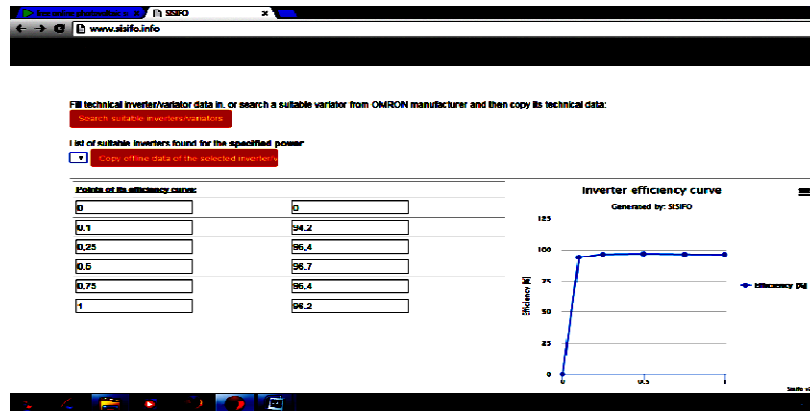 SISIFO
www.sisifo.info
Fill technical inverter/variator data in, or search a suitable variator from OMRON manufacturer and then copy its technical data:
Search suitable inverters/variators
List of suitable inverters found for the specified power
Copy offline data of the selected inverter/v
Points of its efficiency curve:
0 0
0.1 94.2
0,25 96,4
0.5 96.7
0.75 96.4
1 96.2
Inverter efficiency curve
Generated by: SISIFO
125
100
75
50
25
0
Efficiency [%]
0 0.5 1
Efficiency [%]